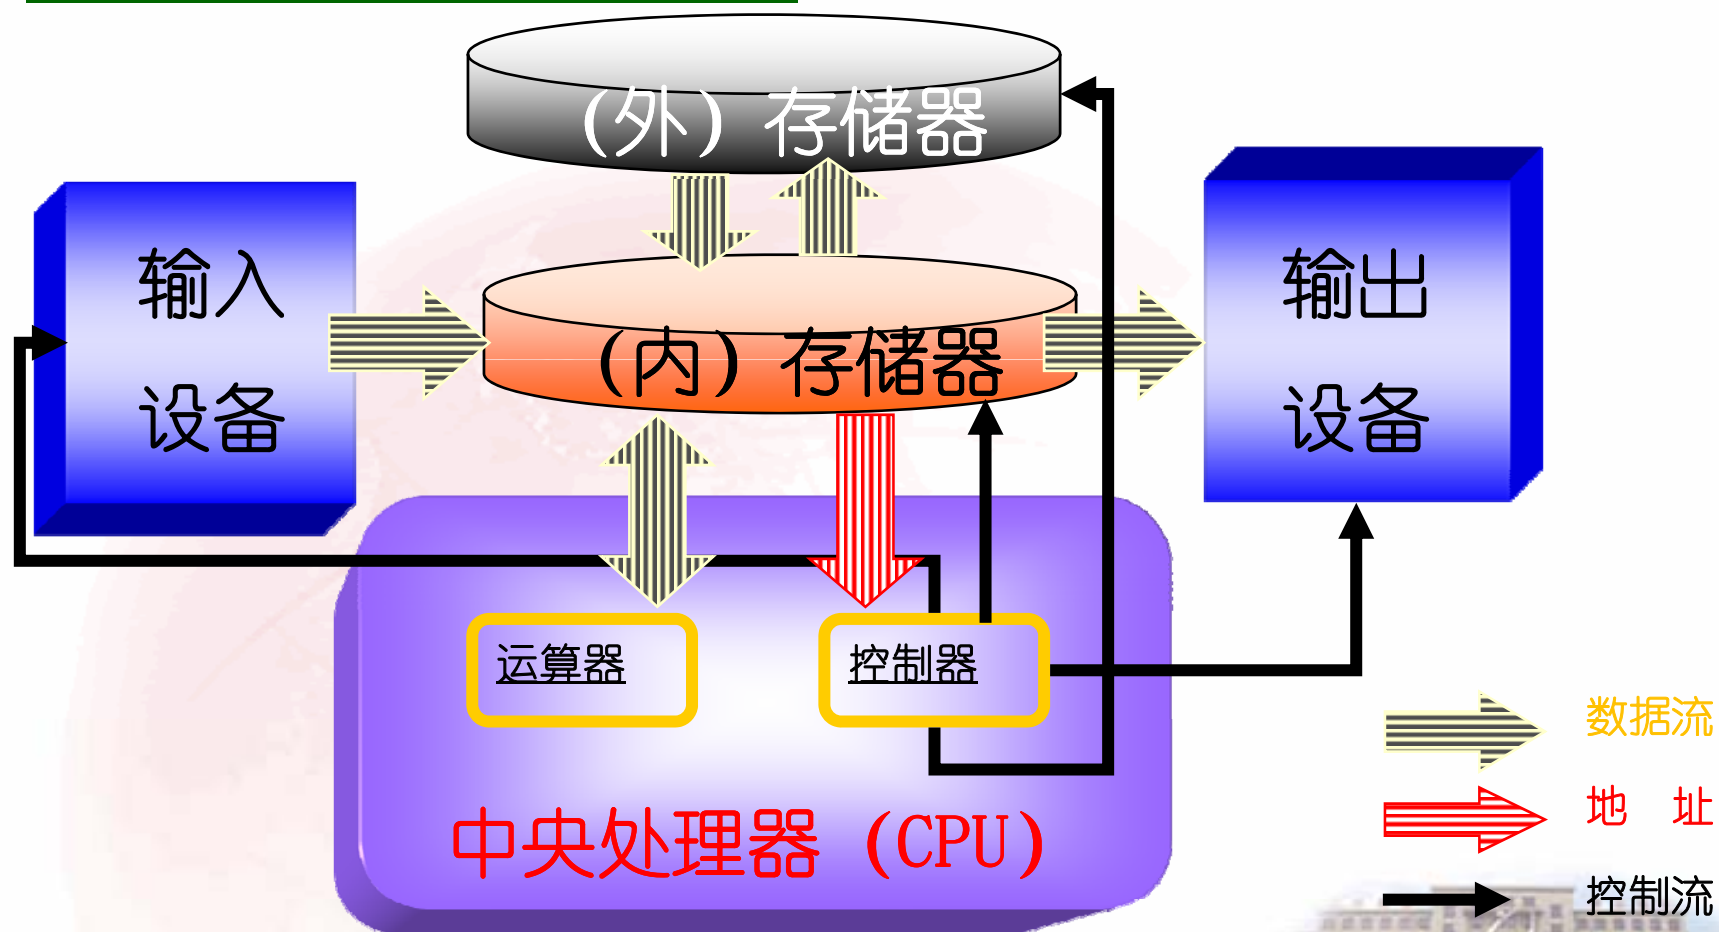 （外）存储器
输入
设备
（内）存储器
输出
设备
运算器
控制器
中央处理器（CPU）
数据流
地 址
控制流